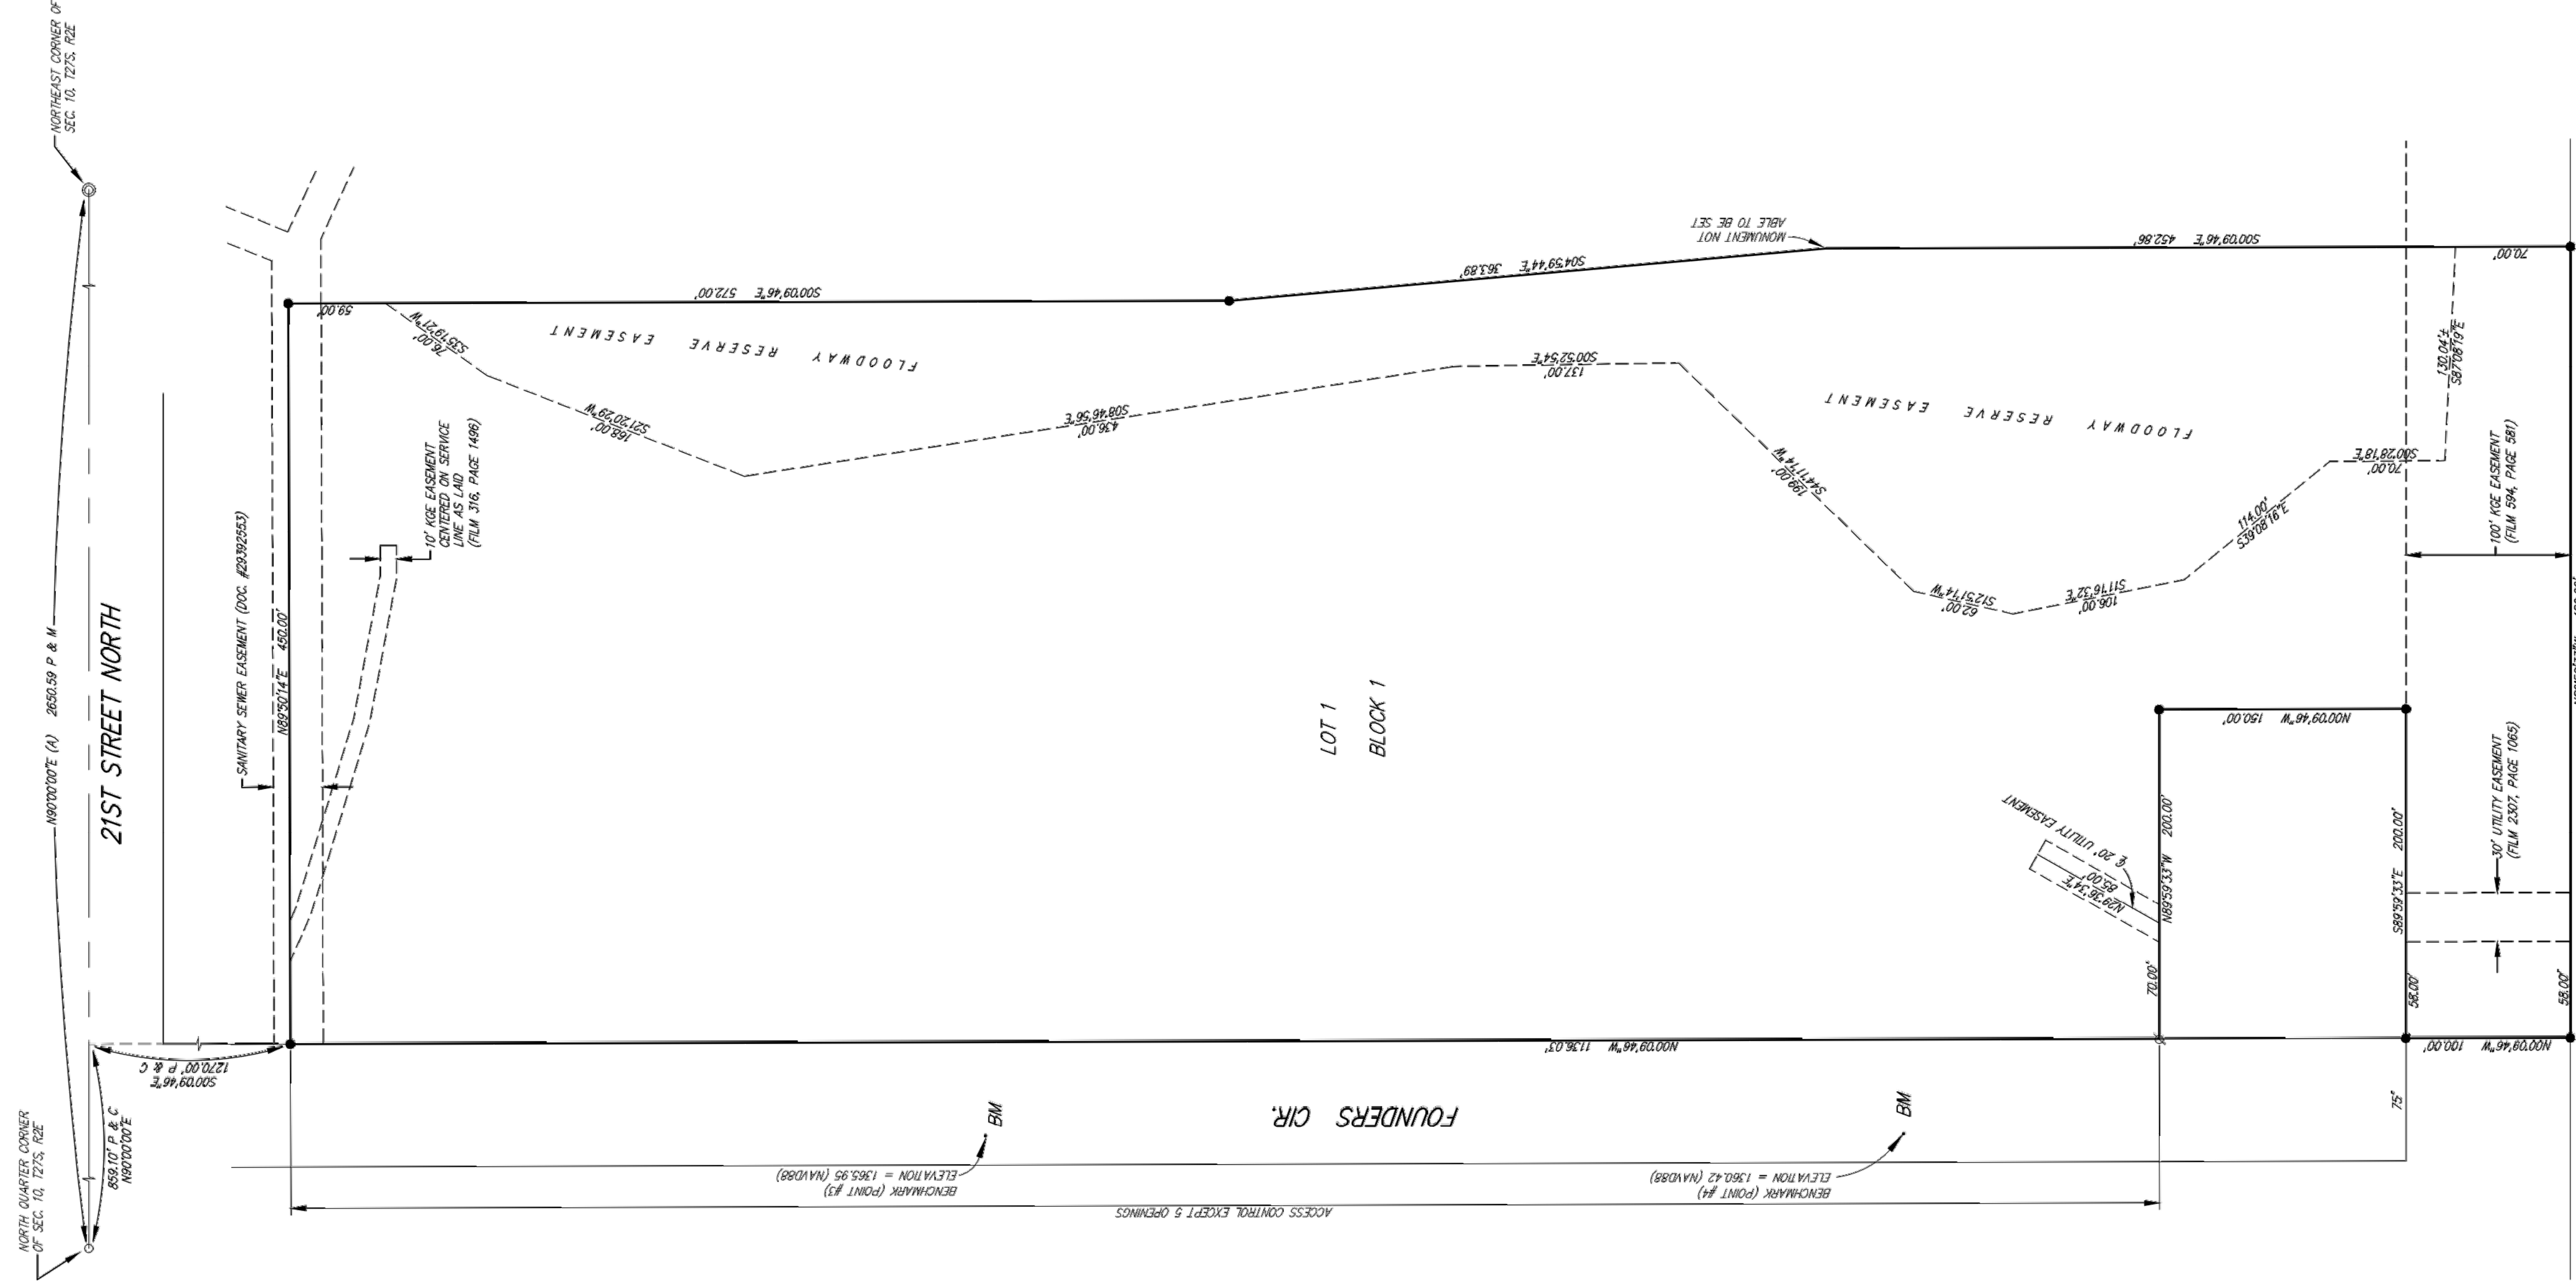 NORTHEAST CORNER OF
SEC. 10, T27S, R2E
N90°00'00"E (A) 2650.59 P & M
21ST STREET NORTH
NORTH QUARTER CORNER
OF SEC. 10, T27S, R2E
859.10' P & C
N90°00'00"E
S00°09'46"E
1270.00' P & C
SANITARY SEWER EASEMENT (DOC. #29392553)
N89°50'14"E 450.00'
10' KGE EASEMENT
CENTERED ON SERVICE
LINE AS LAID
(FILM 316, PAGE 1496)
59.00'
S00°09'46"E 572.00'
S35°19'21"W
76.00'
FLOODWAY RESERVE EASEMENT
S21°20'29"W
168.00'
S08°46'56"E
436.00'
S04°59'44"E 363.89'
S00°52'54"E
137.00'
MONUMENT NOT
ABLE TO BE SET
S00°09'46"E 452.86'
70.00'
FLOODWAY RESERVE EASEMENT
S44°17'14"W
199.00'
S12°51'14"W
62.00'
S11°16'32"E
106.00'
114.00'
S39°08'16"E
S00°28'18"E
70.00'
130.04'±
S87°08'19"E
100' KGE EASEMENT
(FILM 594, PAGE 581)
LOT 1
BLOCK 1
N00°09'46"W 150.00'
℄ 20' UTILITY EASEMENT
N29°36'34"E
85.00'
N89°59'33"W 200.00'
70.00'
S89°59'33"E 200.00'
58.00'
30' UTILITY EASEMENT
(FILM 2307, PAGE 1065)
58.00'
N00°09'46"W 1136.03'
N00°09'46"W 100.00'
75'
FOUNDERS CIR.
BM
BM
BENCHMARK (POINT #3)
ELEVATION = 1365.95 (NAVD88)
BENCHMARK (POINT #4)
ELEVATION = 1360.42 (NAVD88)
ACCESS CONTROL EXCEPT 5 OPENINGS